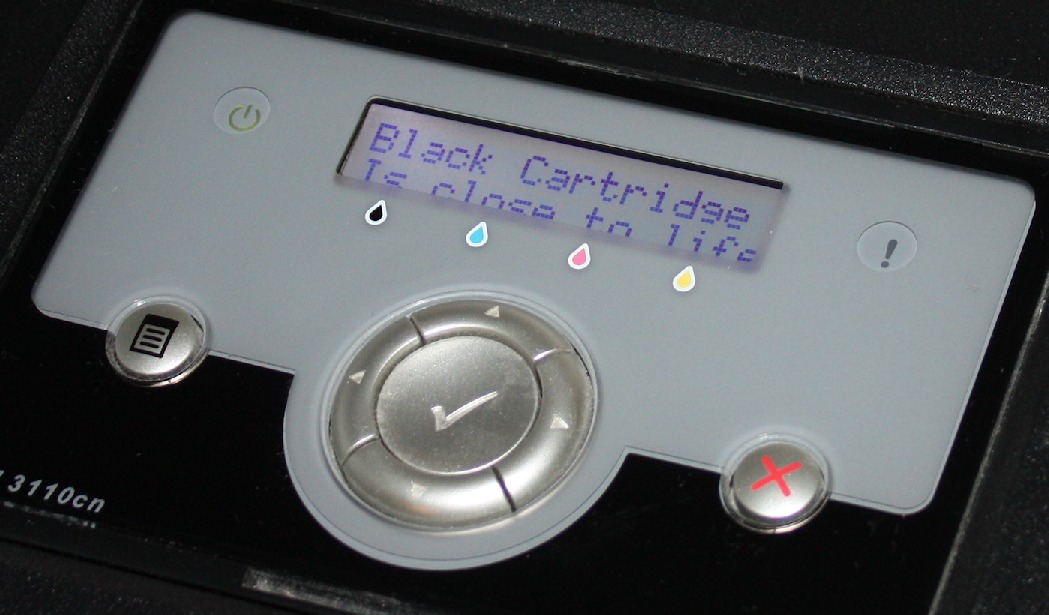 Black Cartridge
Is close to life
3110cn